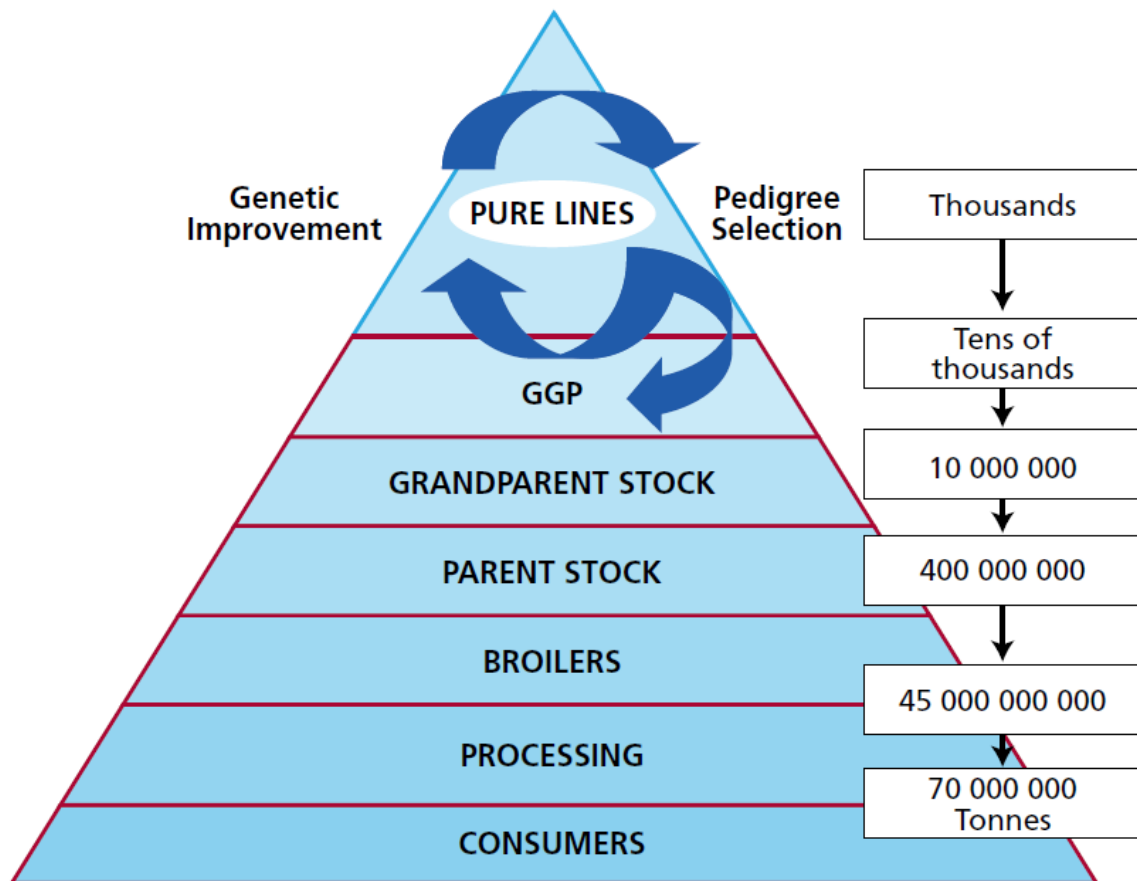 Genetic
Improvement
PURE LINES
Pedigree
Selection
Thousands
Tens of
thousands
GGP
10 000 000
GRANDPARENT STOCK
400 000 000
PARENT STOCK
BROILERS
45 000 000 000
PROCESSING
70 000 000
Tonnes
CONSUMERS